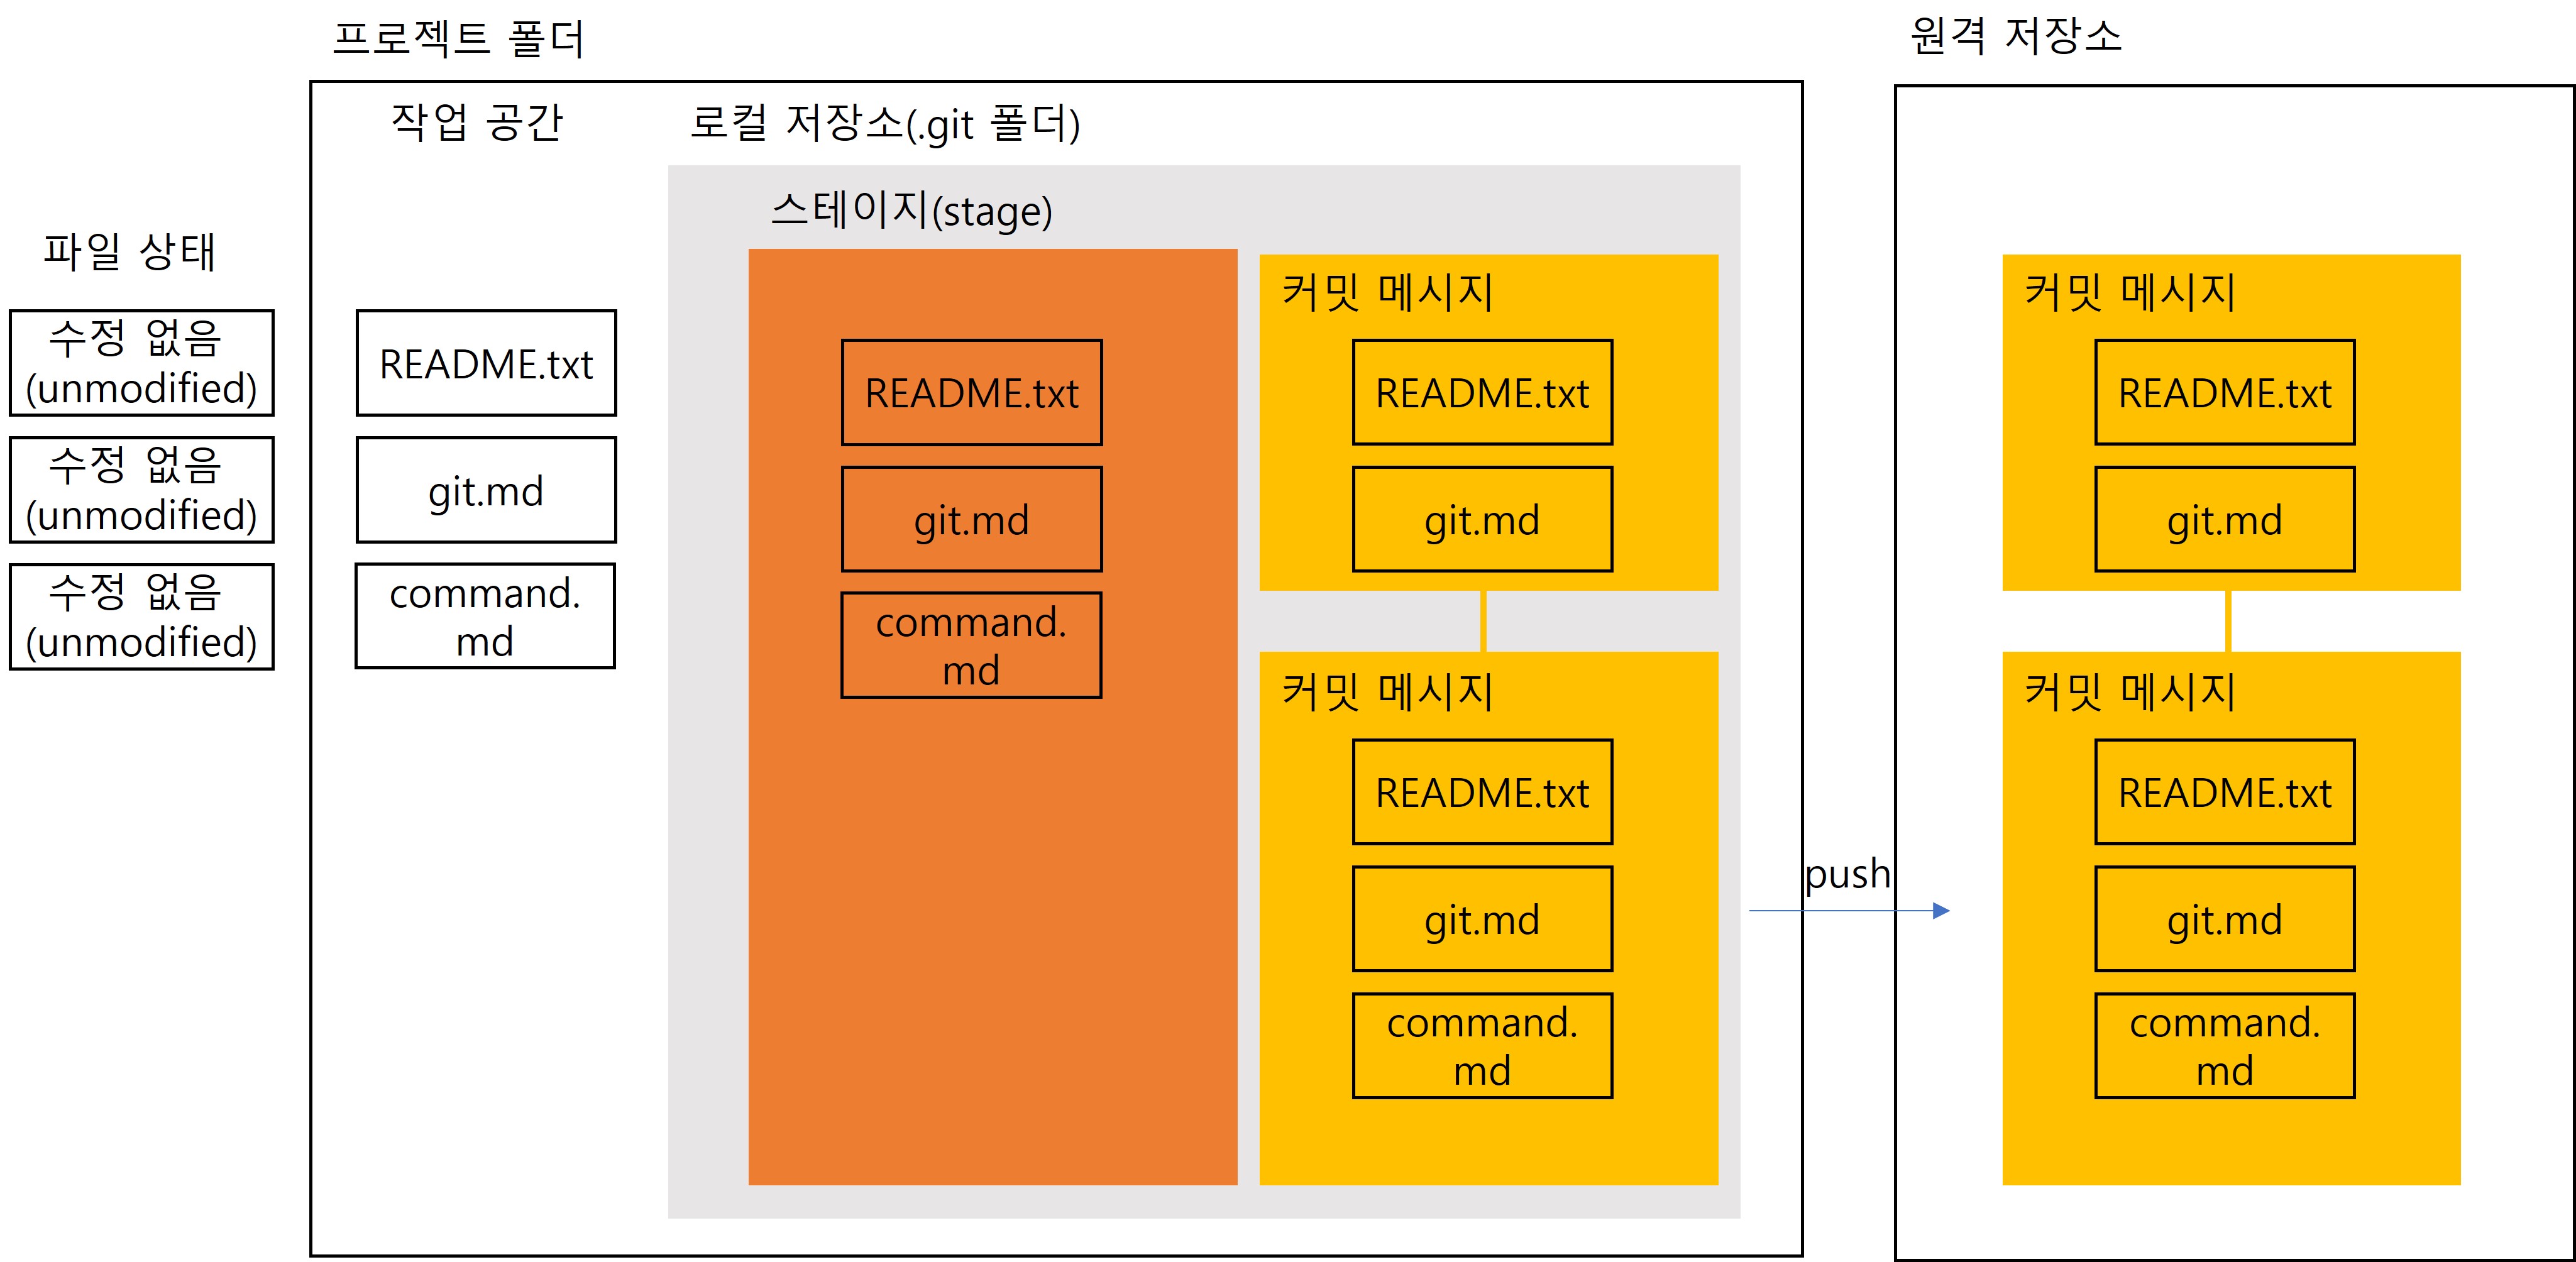 프로젝트 폴더
원격 저장소
작업 공간
로컬 저장소(.git 폴더)
스테이지(stage)
파일 상태
수정 없음
(unmodified)
수정 없음
(unmodified)
수정 없음
(unmodified)
README.txt
git.md
command.
md
README.txt
git.md
command.
md
커밋 메시지
README.txt
git.md
커밋 메시지
README.txt
git.md
command.
md
push
커밋 메시지
README.txt
git.md
커밋 메시지
README.txt
git.md
command.
md